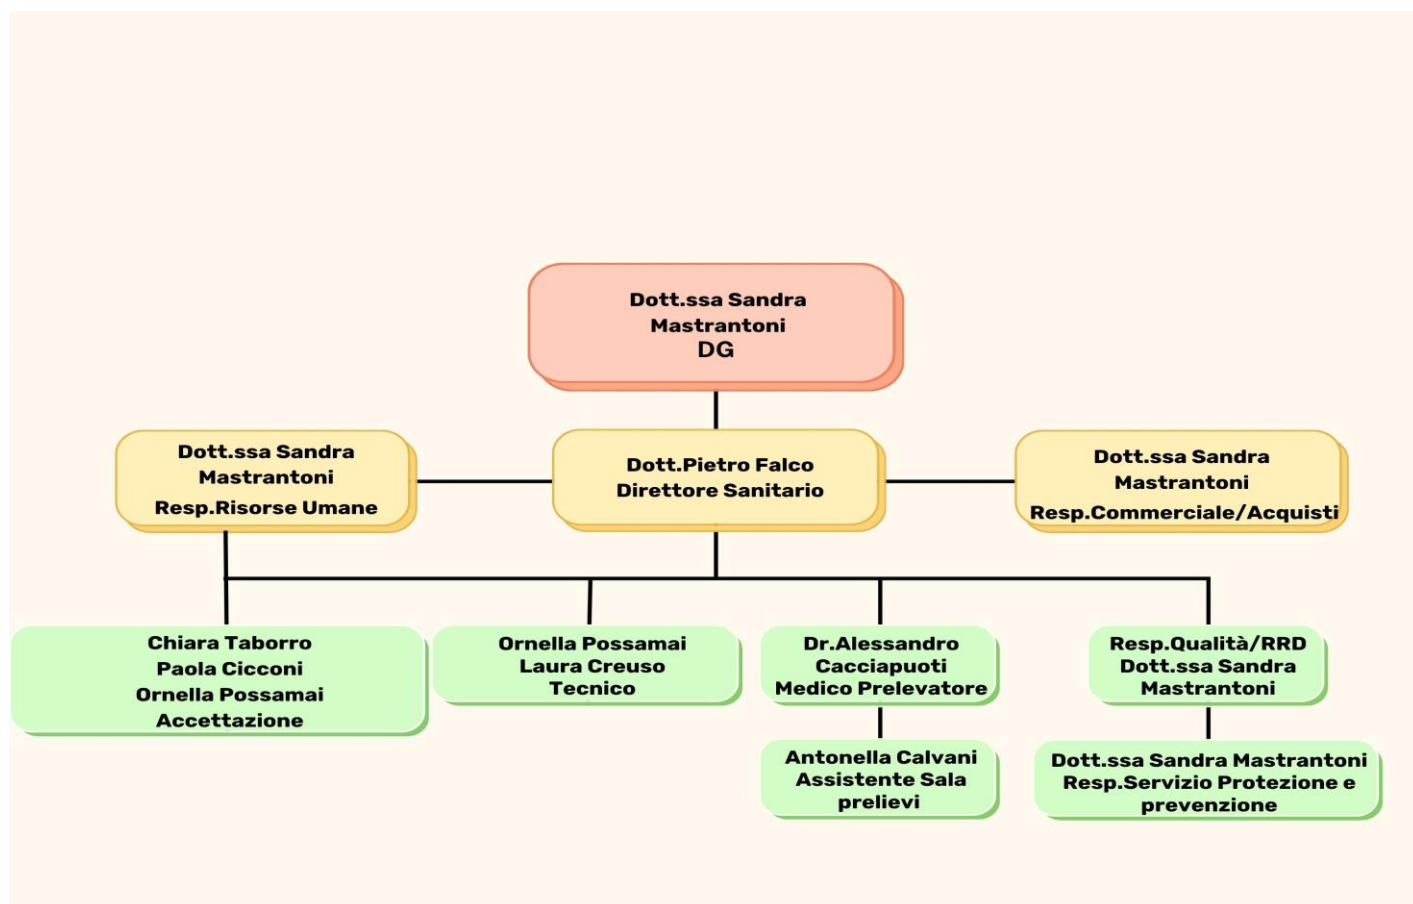 Dott.ssa Sandra
Mastrantoni
DG
Dott.ssa Sandra
Mastrantoni
Resp.Risorse Umane
Dott.Pietro Falco
Direttore Sanitario
Dott.ssa Sandra
Mastrantoni
Resp.Commerciale/Acquisti
Chiara Taborro
Paola Cicconi
Ornella Possamai
Accettazione
Ornella Possamai
Laura Creuso
Tecnico
Dr.Alessandro
Cacciapuoti
Medico Prelevatore
Resp.Qualità/RRD
Dott.ssa Sandra
Mastrantoni
Antonella Calvani
Assistente Sala
prelievi
Dott.ssa Sandra Mastrantoni
Resp.Servizio Protezione e
prevenzione